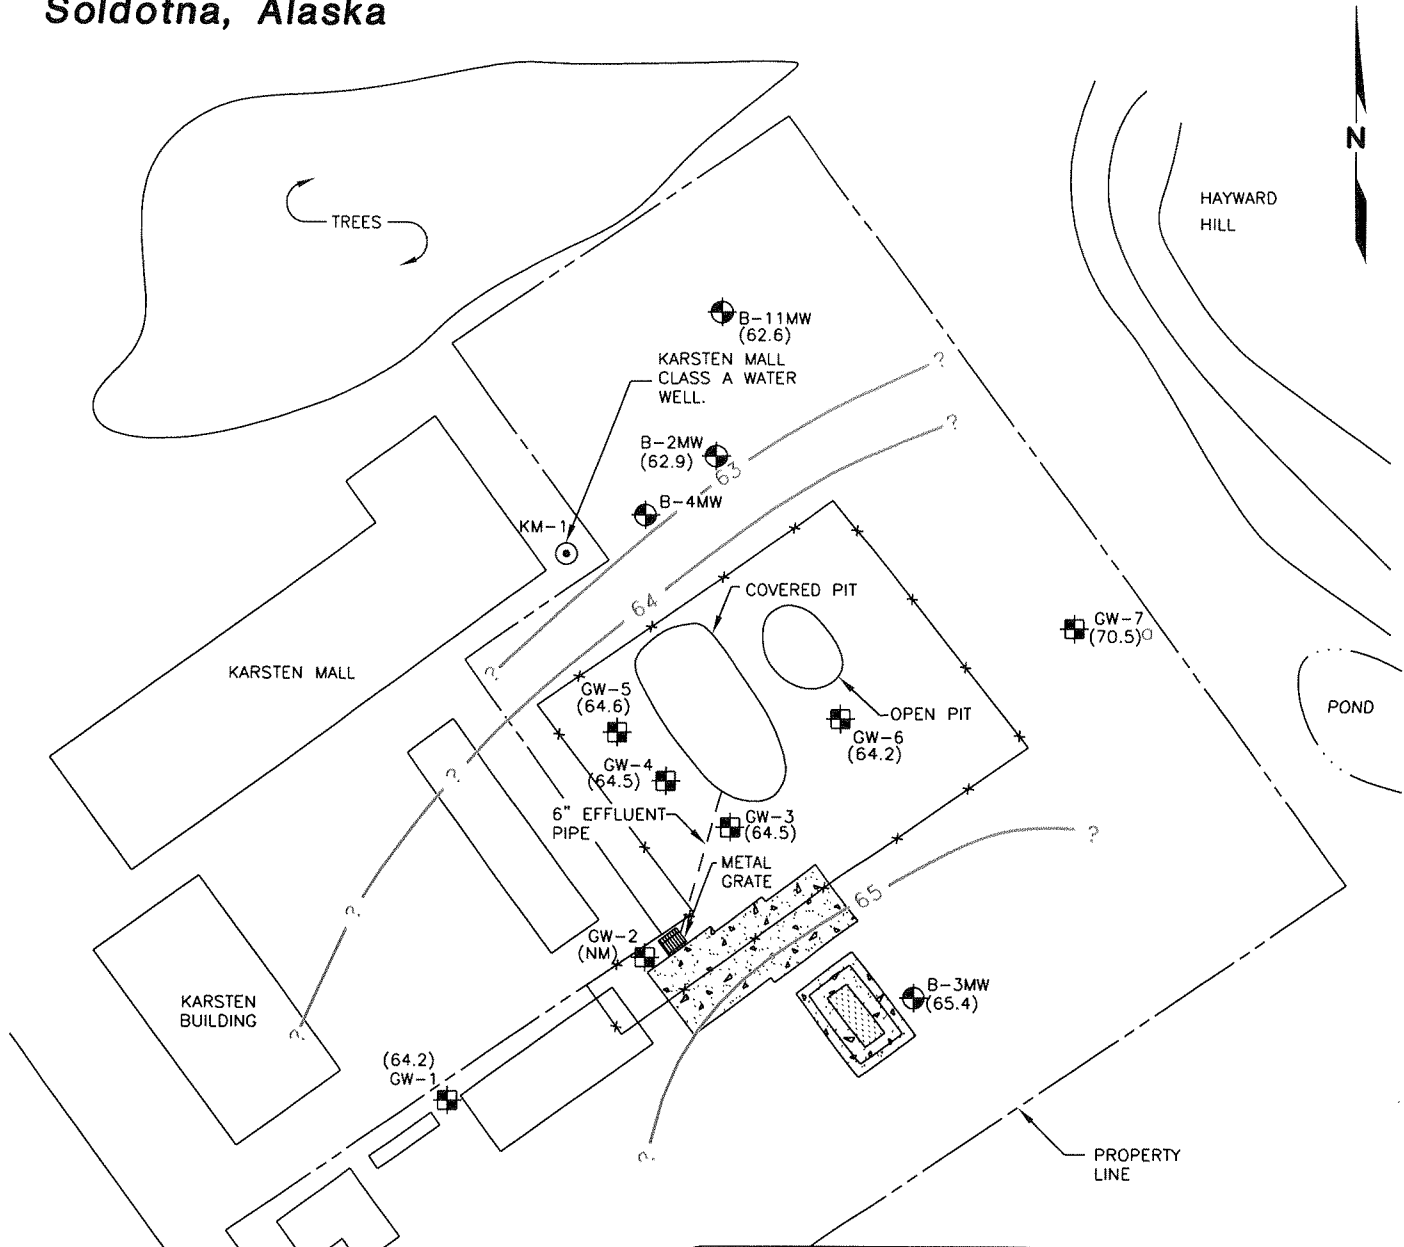 Soldotna, Alaska
N
HAYWARD
HILL
TREES
B-11MW
(62.6)
KARSTEN MALL
CLASS A WATER
WELL.
?
?
B-2MW
(62.9)
63
B-4MW
KM-1
64
COVERED PIT
GW-7
(70.5)
?
KARSTEN MALL
GW-5
(64.6)
OPEN PIT
POND
GW-6
(64.2)
GW-4
(64.5)
?
6" EFFLUENT
PIPE
GW-3
(64.5)
?
METAL
GRATE
65
?
GW-2
(NM)
B-3MW
(65.4)
KARSTEN
BUILDING
?
(64.2)
GW-1
?
PROPERTY
LINE